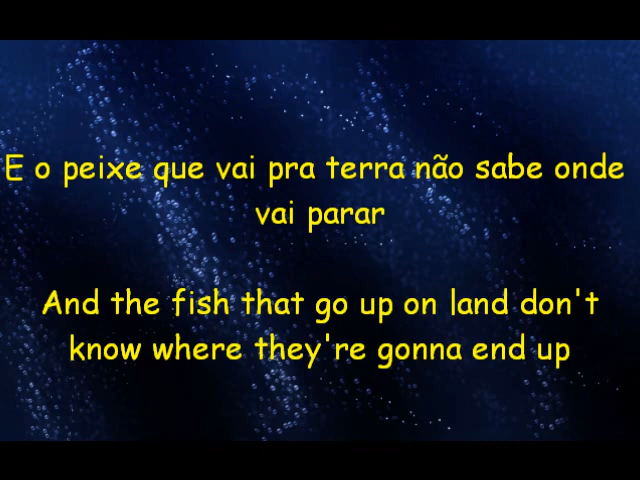 E o peixe que vai pra terra não sabe onde
vai parar
And the fish that go up on land don't
know where they're gonna end up